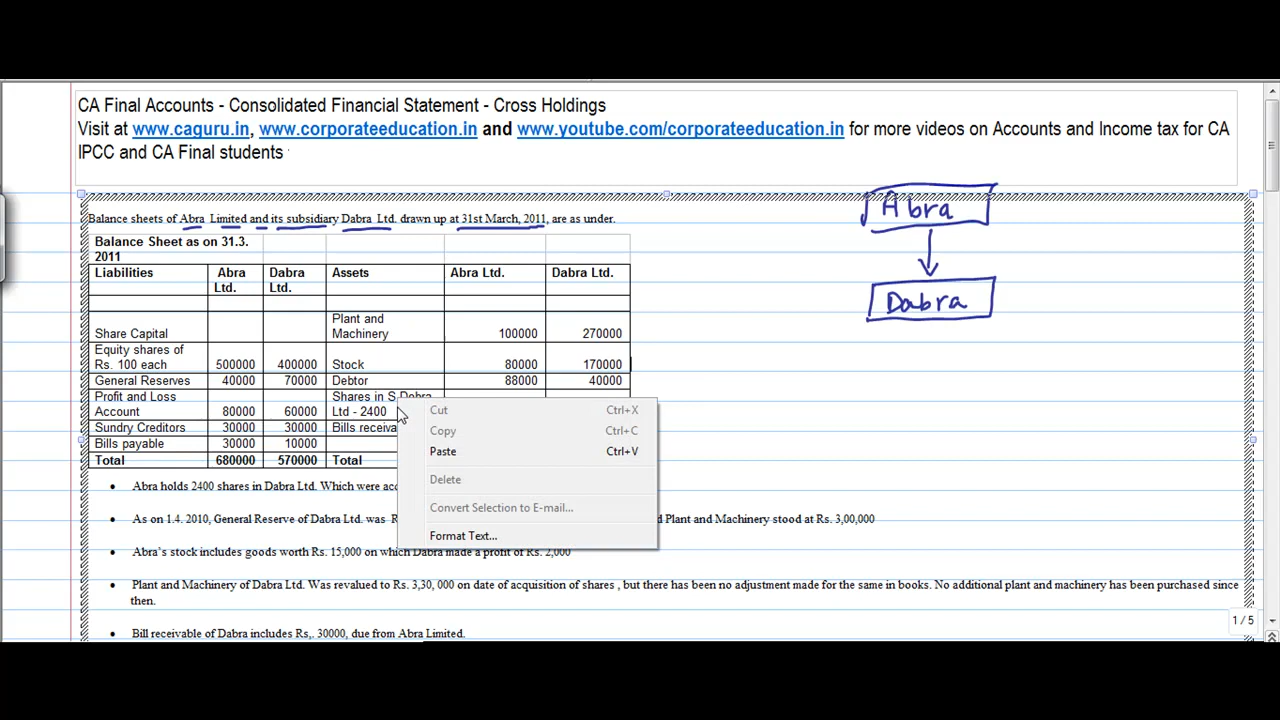 CA Final Accounts - Consolidated Financial Statement - Cross Holdings
Visit at www.caguru.in, www.corporateeducation.in and www.youtube.com/corporateeducation.in for more videos on Accounts and Income tax for CA
IPCC and CA Final students
Balance sheets of Abra Limited and its subsidiary Dabra Ltd. drawn up at 31st March, 2011, are as under.
Abra
Dabra
Balance Sheet as on 31.3.
2011
Liabilities Abra Ltd. Dabra Ltd. Assets Abra Ltd. Dabra Ltd.
Share Capital Plant and Machinery 100000 270000
Equity shares of Rs. 100 each 500000 400000 Stock 80000 170000
General Reserves 40000 70000 Debtor 88000 40000
Profit and Loss Account 80000 60000 Shares in S Dabra Ltd - 2400
Sundry Creditors 30000 30000 Bills receiva
Bills payable 30000 10000
Total 680000 570000 Total
Cut Ctrl+X
Copy Ctrl+C
Paste Ctrl+V
Delete
Convert Selection to E-mail...
Format Text...
Abra holds 2400 shares in Dabra Ltd. Which were acc
As on 1.4. 2010, General Reserve of Dabra Ltd. was R d Plant and Machinery stood at Rs. 3,00,000
Abra's stock includes goods worth Rs. 15,000 on which Dabra made a profit of Rs. 2,000
Plant and Machinery of Dabra Ltd. Was revalued to Rs. 3,30, 000 on date of acquisition of shares , but there has been no adjustment made for the same in books. No additional plant and machinery has been purchased since
then.
Bill receivable of Dabra includes Rs,. 30000, due from Abra Limited.
1 / 5